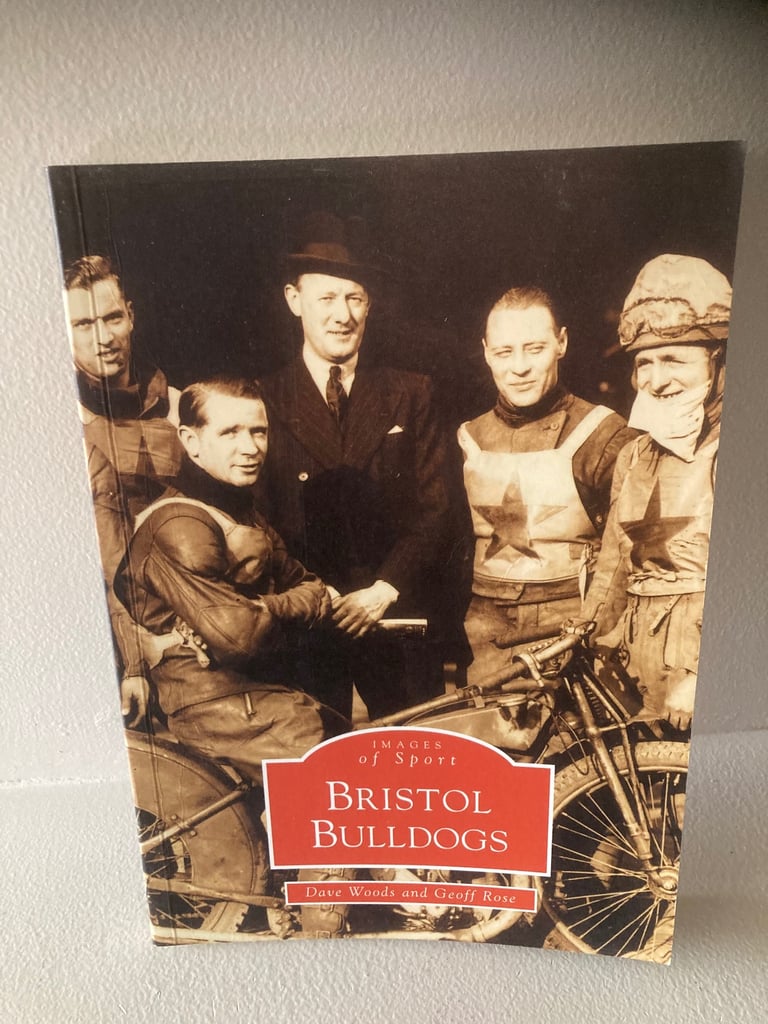 IMAGES
of Sport
BRISTOL
BULLDOGS
Dave Woods and Geoff Rose